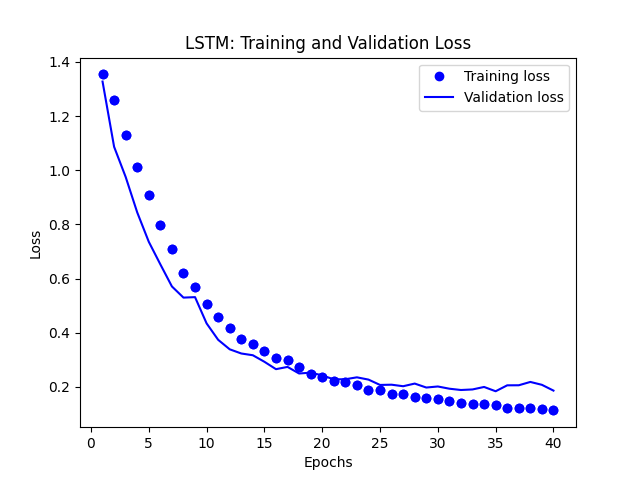 LSTM: Training and Validation Loss
Training loss
Validation loss
Loss
1.4
1.2
1.0
0.8
0.6
0.4
0.2
0 5 10 15 20 25 30 35 40
Epochs